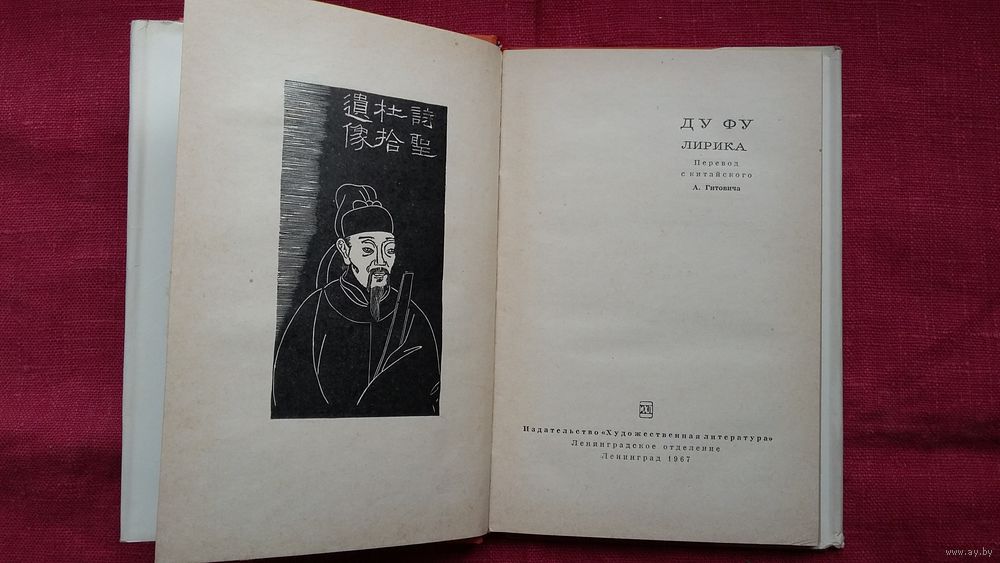 詩聖
杜拾
遺像
ДУ ФУ
ЛИРИКА
Перевод
с китайского
А. Гитовича
Издательство «Художественная литература»
Ленинградское отделение
Ленинград 1967
www.ay.by